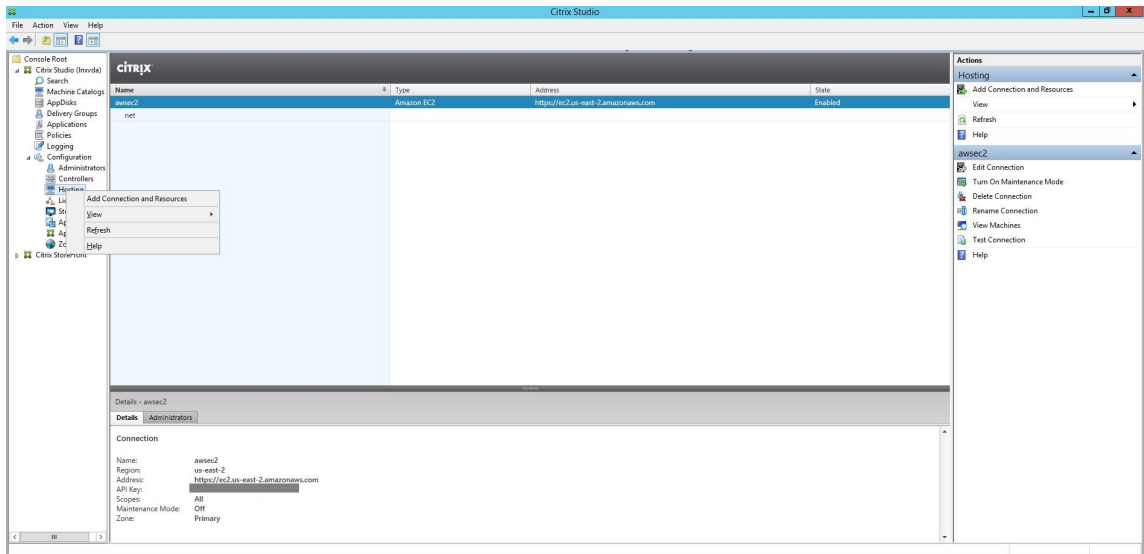 Citrix Studio
File Action View Help
Console Root
Citrix Studio (lnxvda)
Search
Machine Catalogs
AppDisks
Delivery Groups
Applications
Policies
Logging
Configuration
Administrators
Controllers
Hosting
Zo
Citrix StoreFront
Add Connection and Resources
View
Refresh
Help
CITRIX
Name Type Address State
awsec2 Amazon EC2 https://ec2.us-east-2.amazonaws.com Enabled
net
Details - awsec2
Details Administrators
Connection
Name: awsec2
Region: us-east-2
Address: https://ec2.us-east-2.amazonaws.com
API Key:
Scopes: All
Maintenance Mode: Off
Zone: Primary
Actions
Hosting
Add Connection and Resources
View
Refresh
Help
awsec2
Edit Connection
Turn On Maintenance Mode
Delete Connection
Rename Connection
View Machines
Test Connection
Help